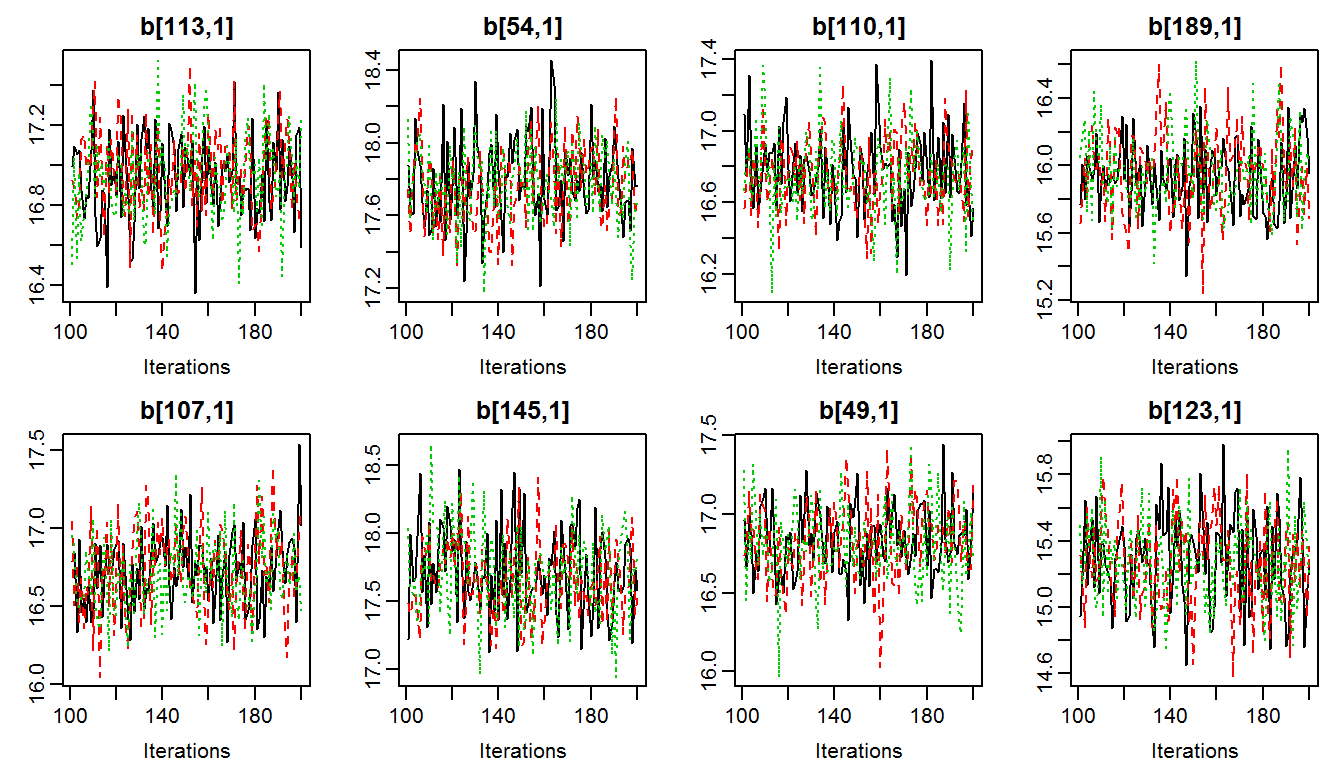 b[113,1] b[54,1] b[110,1] b[189,1]
16.4 16.8 17.2
17.2 17.6 18.0 18.4
16.2 16.6 17.0 17.4
15.2 15.6 16.0 16.4
100 140 180 100 140 180 100 140 180 100 140 180
Iterations Iterations Iterations Iterations
b[107,1] b[145,1] b[49,1] b[123,1]
16.0 16.5 17.0 17.5
17.0 17.5 18.0 18.5
16.0 16.5 17.0 17.5
14.6 15.0 15.4 15.8
100 140 180 100 140 180 100 140 180 100 140 180
Iterations Iterations Iterations Iterations